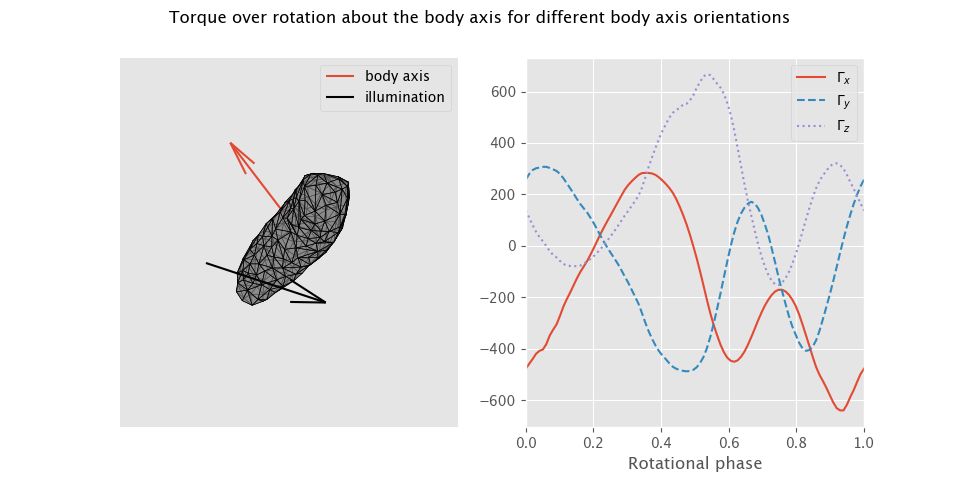 Torque over rotation about the body axis for different body axis orientations
body axis
illumination
Γx
Γy
Γz
600
400
200
0
−200
−400
−600
0.0 0.2 0.4 0.6 0.8 1.0
Rotational phase